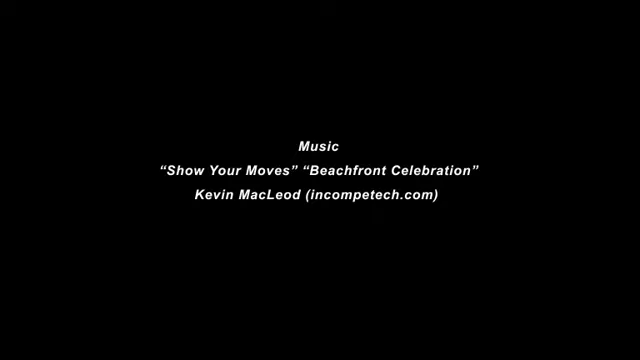 Music
“Show Your Moves” “Beachfront Celebration”
Kevin MacLeod (incompetech.com)